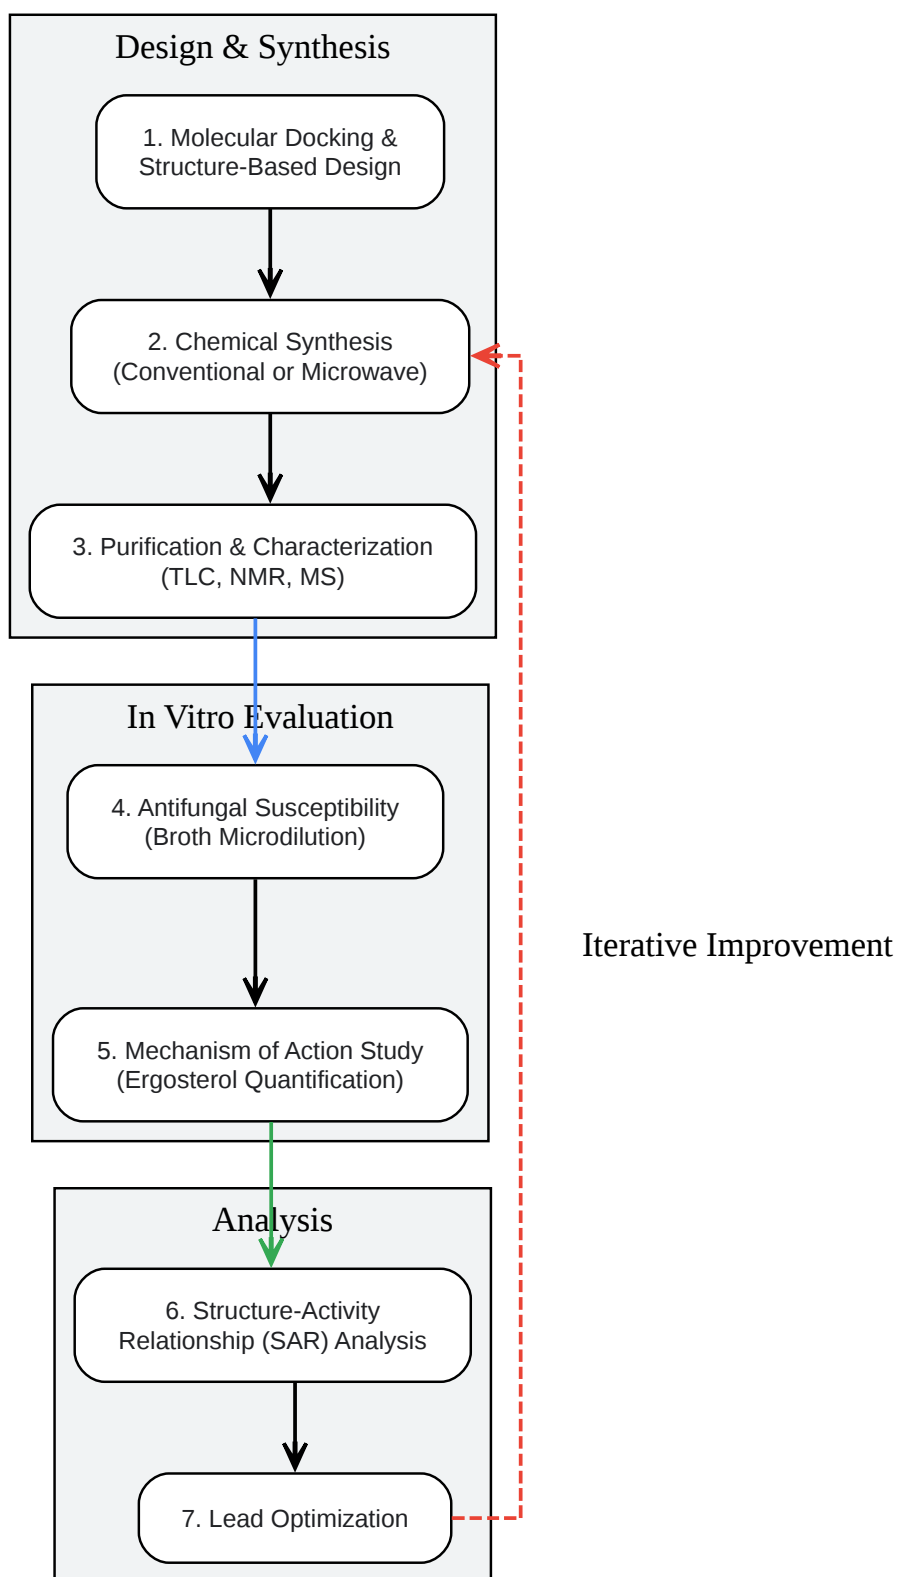 Design & Synthesis
1. Molecular Docking &
Structure-Based Design
2. Chemical Synthesis
(Conventional or Microwave)
3. Purification & Characterization
(TLC, NMR, MS)
In Vitro Evaluation
4. Antifungal Susceptibility
(Broth Microdilution)
Iterative Improvement
5. Mechanism of Action Study
(Ergosterol Quantification)
Analysis
6. Structure-Activity
Relationship (SAR) Analysis
7. Lead Optimization